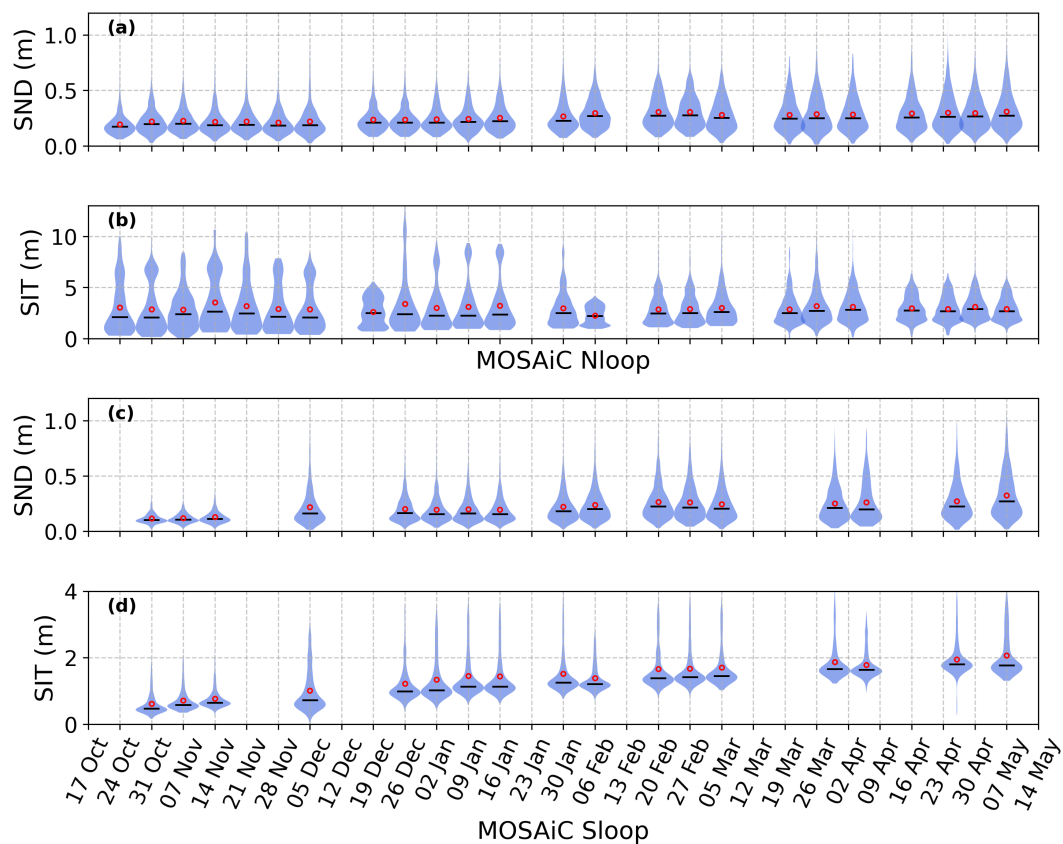 (a)
SND (m)
1.0
0.5
0.0
(b)
SIT (m)
10
5
0
MOSAiC Nloop
(c)
SND (m)
1.0
0.5
0.0
(d)
SIT (m)
4
2
0
17 Oct
24 Oct
31 Oct
07 Nov
14 Nov
21 Nov
28 Nov
05 Dec
12 Dec
19 Dec
26 Dec
02 Jan
09 Jan
16 Jan
23 Jan
30 Jan
06 Feb
13 Feb
20 Feb
27 Feb
05 Mar
12 Mar
19 Mar
26 Mar
02 Apr
09 Apr
16 Apr
23 Apr
30 Apr
07 May
14 May
MOSAiC Sloop